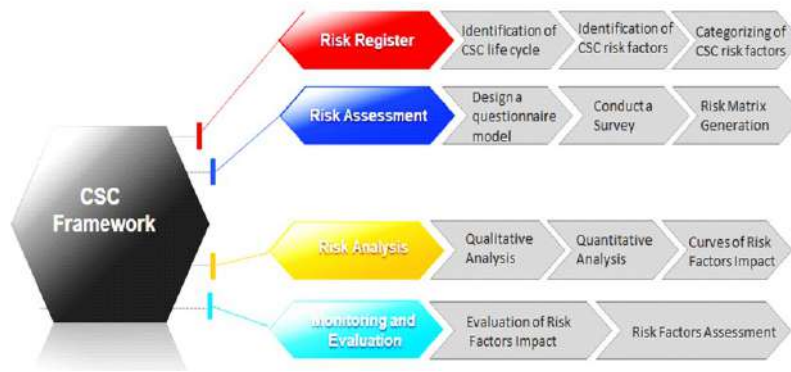 CSC
Framework
Risk Register
Identification of
CSC life cycle
Identification of
CSC risk factors
Categorizing of
CSC risk factors
Risk Assessment
Design a
questionnaire
model
Conduct a
Survey
Risk Matrix
Generation
Risk Analysis
Qualitative
Analysis
Quantitative
Analysis
Curves of Risk
Factors Impact
Monitoring and
Evaluation
Evaluation of Risk
Factors Impact
Risk Factors Assessment